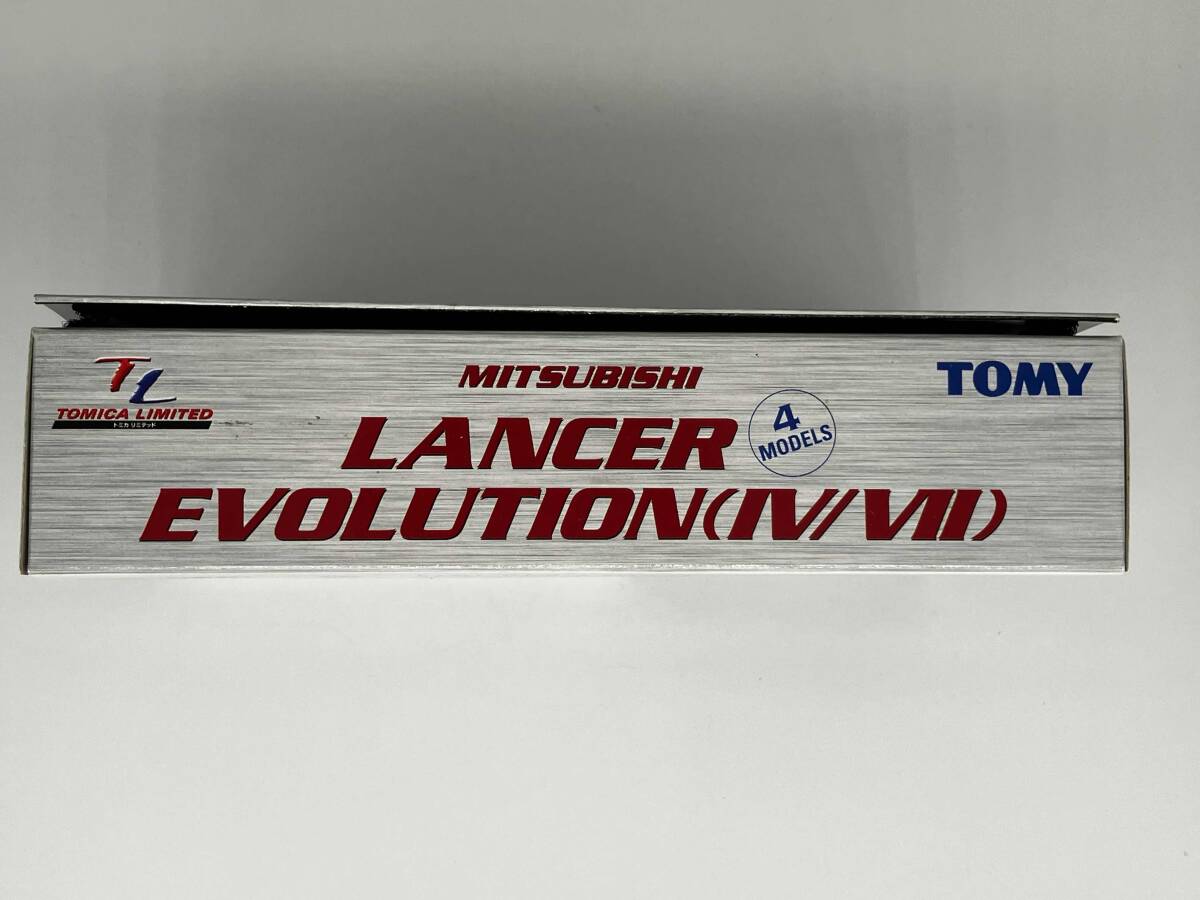 TL
TOMICA LIMITED
トミカ リミテッド
MITSUBISHI
LANCER
EVOLUTION(IV/VII)
4
MODELS
TOMY